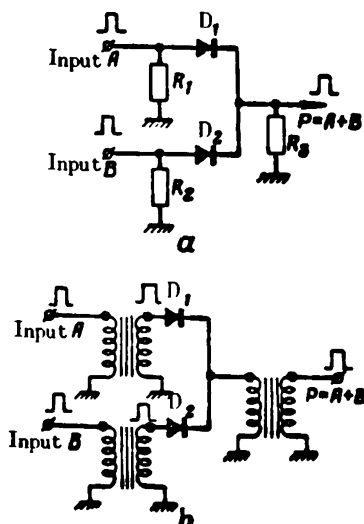 D1
Input A
R1
D2
Input B
R2
R3
P=A+B
a
D1
Input A
D2
P=A+B
Input B
b